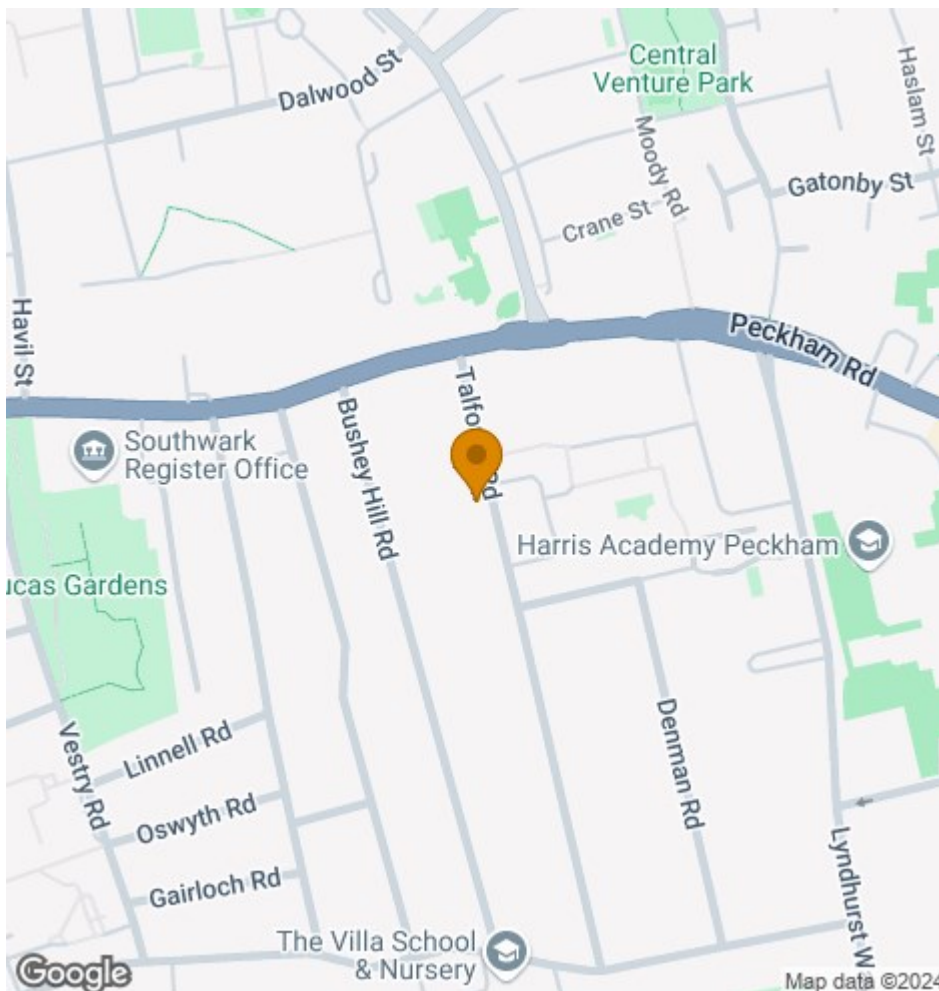 Central
Venture Park
Dalwood St
Haslam St
Moody Rd
Gatonby St
Crane St
Havil St
Peckham Rd
Talfo
Rd
Bushey Hill Rd
Southwark
Register Office
Harris Academy Peckham
ucas Gardens
Vestry Rd
Linnell Rd
Denman Rd
Oswyth Rd
Lyndhurst W
Gairloch Rd
The Villa School
& Nursery
Google
Map data ©2024